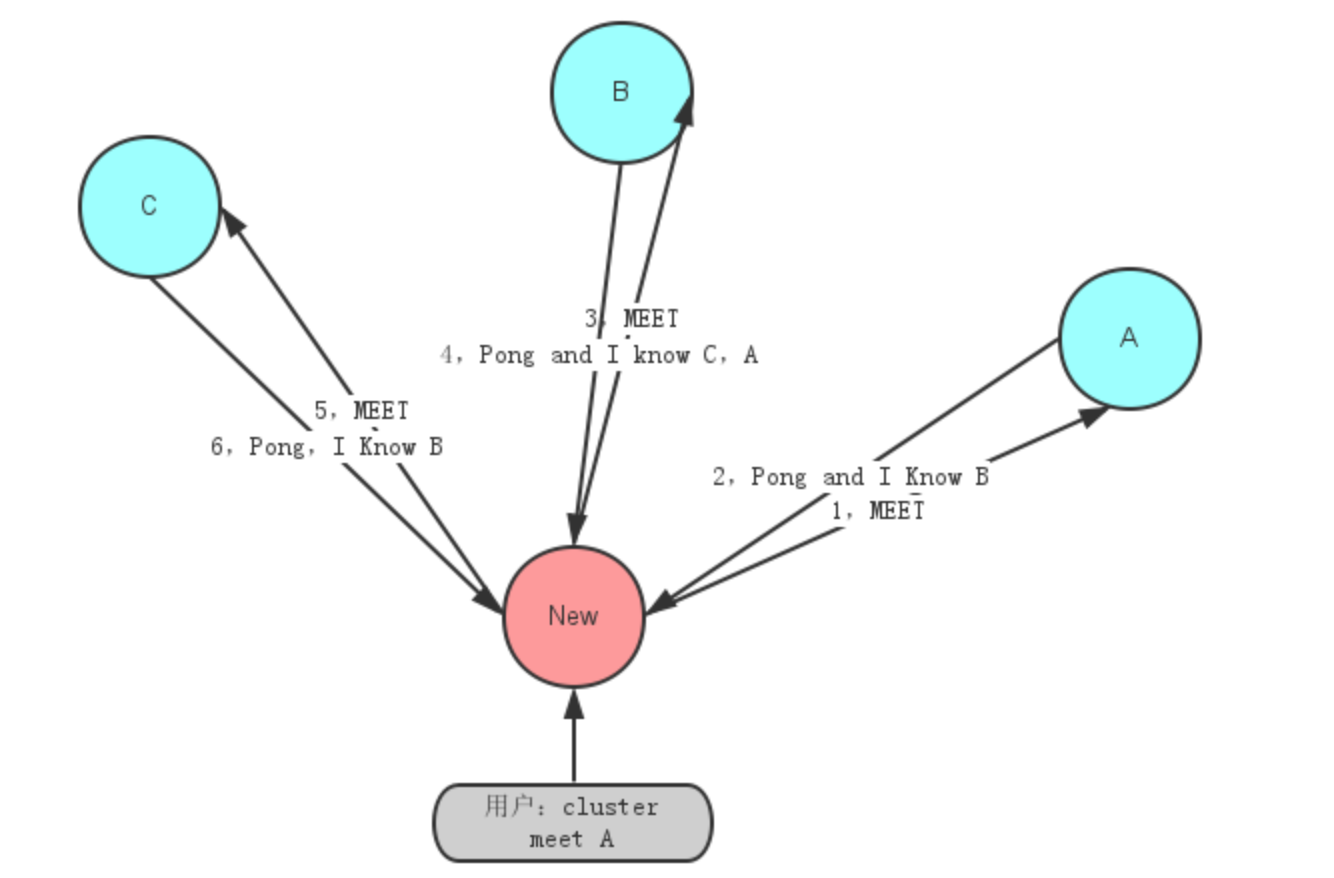 B
C
A
3, MEET
4, Pong and I know C, A
5, MEET
6, Pong, I Know B
2, Pong and I Know B
1, MEET
New
用户: cluster
meet A